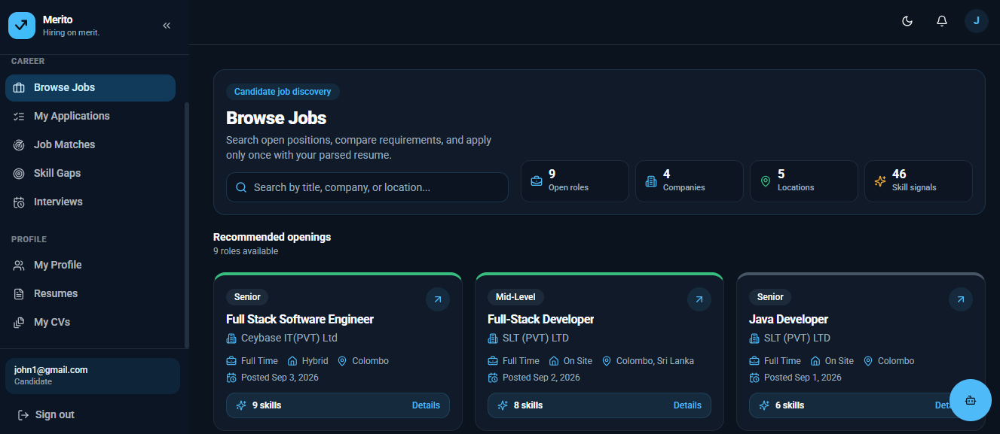 Merito
Hiring on merit.
J
CAREER
Browse Jobs
My Applications
Job Matches
Skill Gaps
Interviews
PROFILE
My Profile
Resumes
My CVs
john1@gmail.com
Candidate
Sign out
Candidate job discovery
Browse Jobs
Search open positions, compare requirements, and apply
only once with your parsed resume.
Search by title, company, or location...
9
Open roles
4
Companies
5
Locations
46
Skill signals
Recommended openings
9 roles available
Senior
Full Stack Software Engineer
Ceybase IT(PVT) Ltd
Full Time Hybrid Colombo
Posted Sep 3, 2026
9 skills Details
Mid-Level
Full-Stack Developer
SLT (PVT) LTD
Full Time On Site Colombo, Sri Lanka
Posted Sep 2, 2026
8 skills Details
Senior
Java Developer
SLT (PVT) LTD
Full Time On Site Colombo
Posted Sep 1, 2026
6 skills